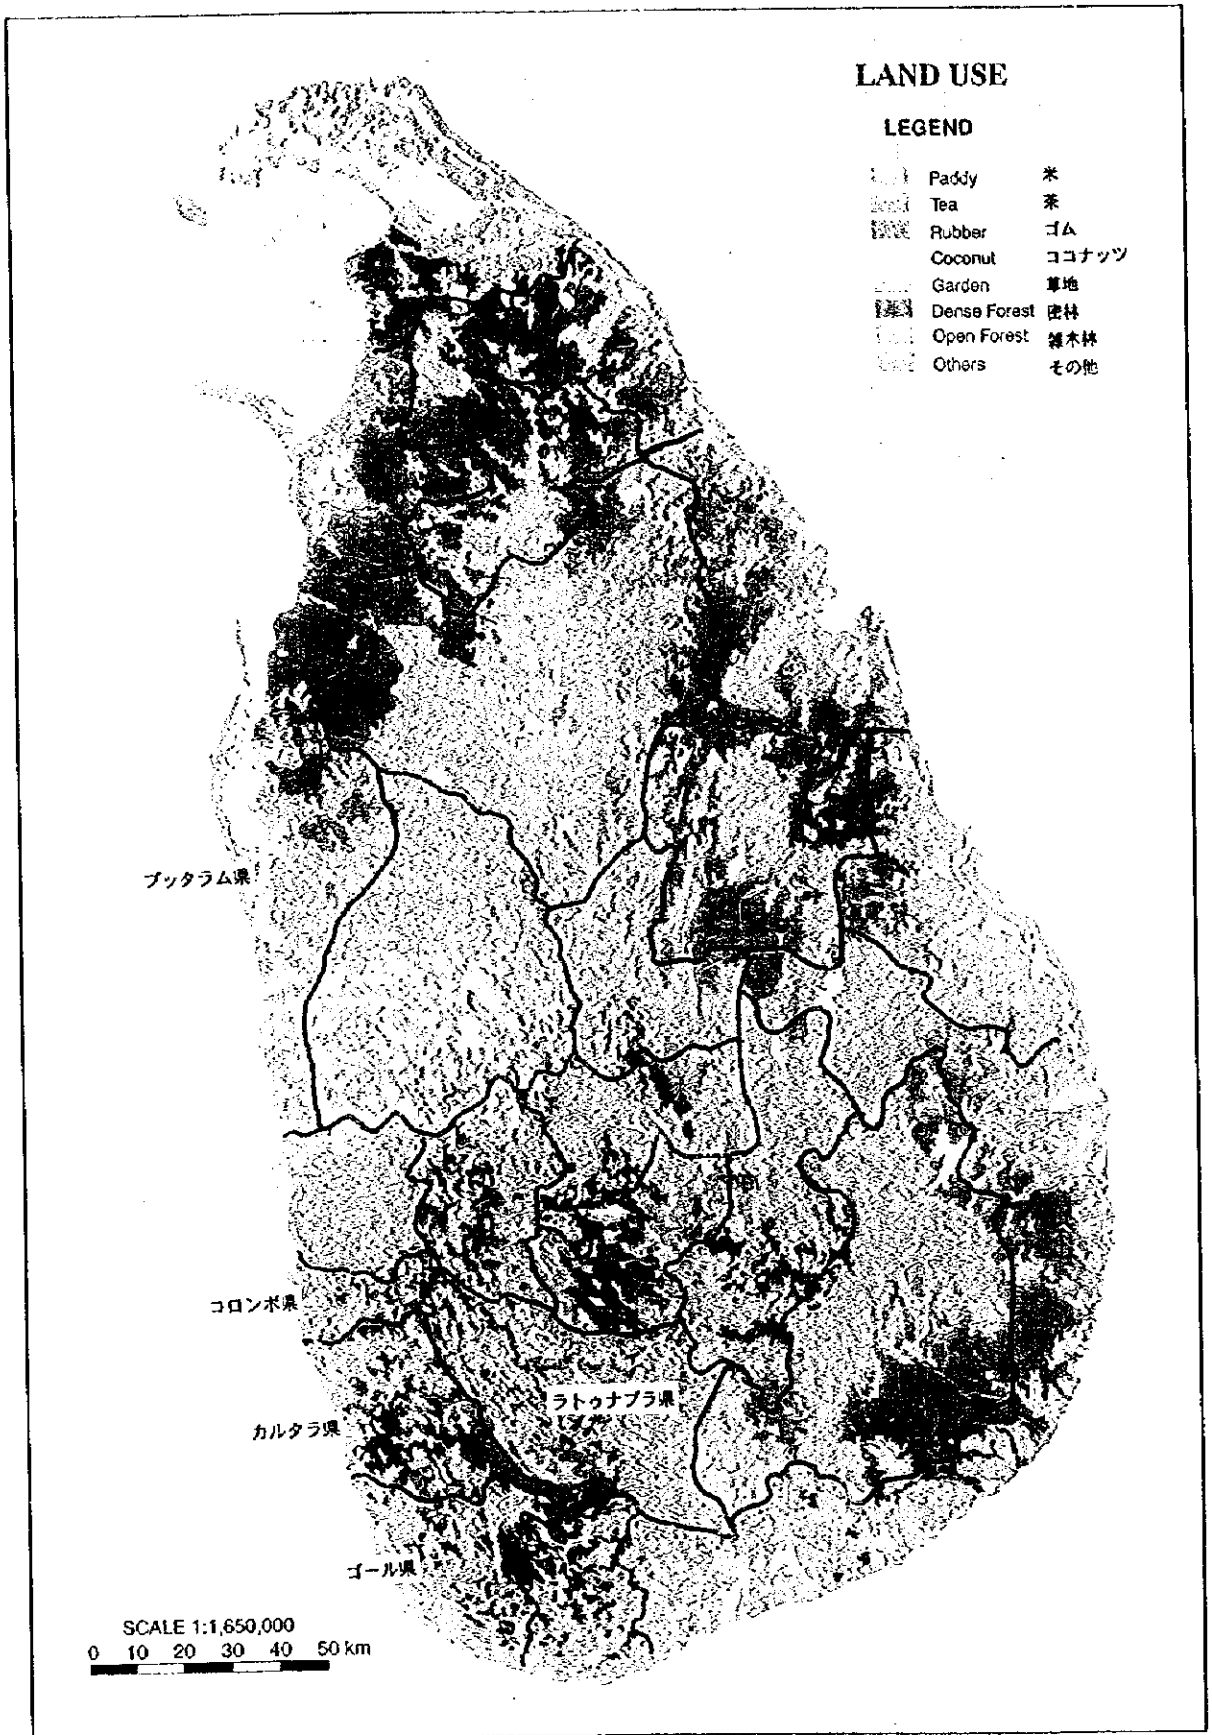 LAND USE
LEGEND
Paddy 米
Tea 茶
Rubber ゴム
Coconut ココナッツ
Garden 草地
Dense Forest 密林
Open Forest 雑木林
Others その他
プッタラム県
コロンボ県
ラトゥナプラ県
カルタラ県
ゴール県
SCALE 1:1,650,000
0 10 20 30 40 50 km